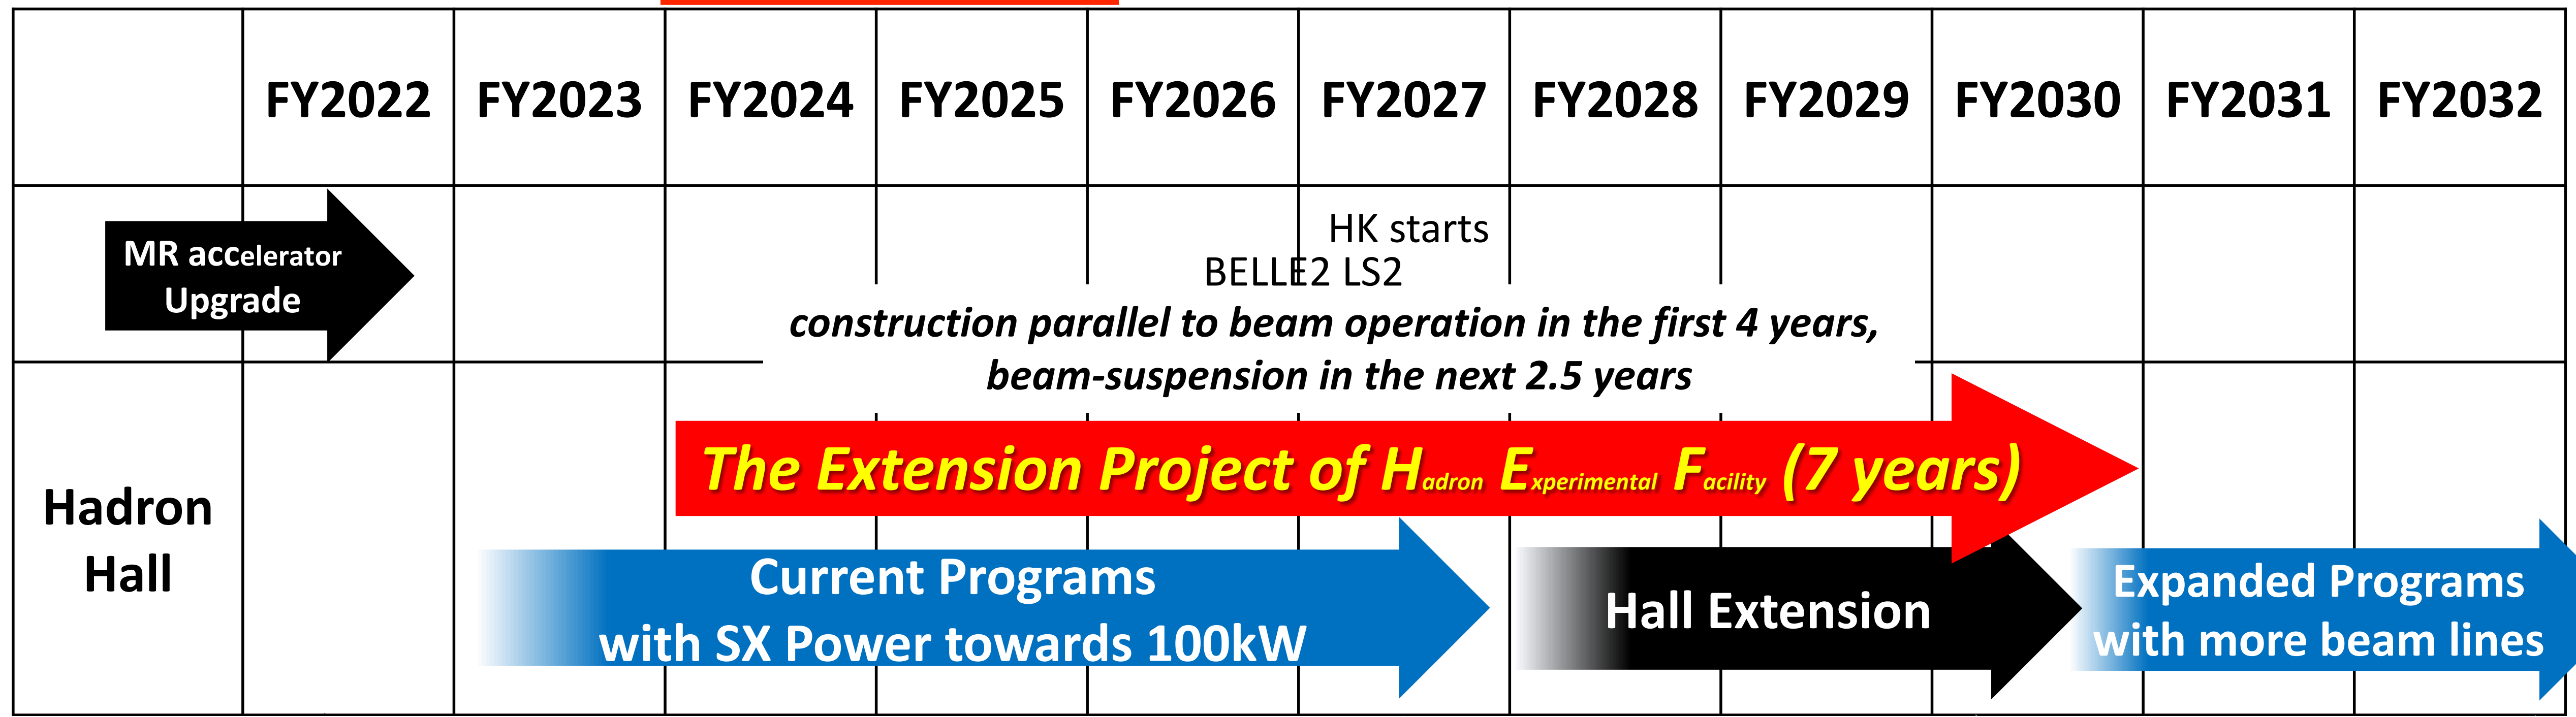 FY2022 FY2023 FY2024 FY2025 FY2026 FY2027 FY2028 FY2029 FY2030 FY2031 FY2032
MR accelerator
Upgrade
HK starts
BELLE2 LS2
construction parallel to beam operation in the first 4 years,
beam-suspension in the next 2.5 years
Hadron
Hall
The Extension Project of Hadron Experimental Facility (7 years)
Current Programs
with SX Power towards 100kW
Hall Extension
Expanded Programs
with more beam lines